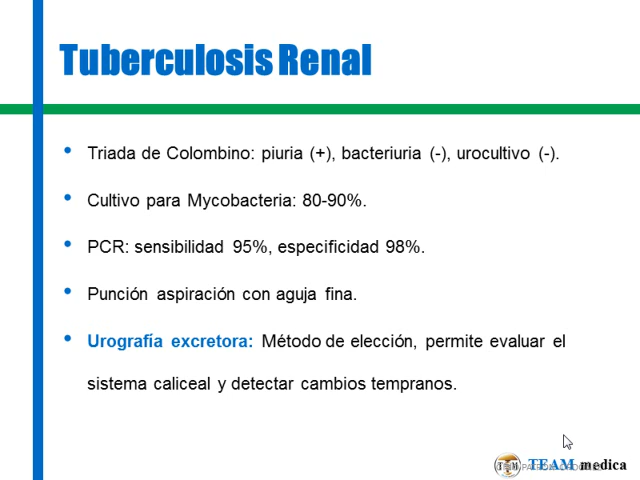 Tuberculosis Renal
• Triada de Colombino: piuria (+), bacteriuria (-), urocultivo (-).
• Cultivo para Mycobacteria: 80-90%.
• PCR: sensibilidad 95%, especificidad 98%.
• Punción aspiración con aguja fina.
• Urografía excretora: Método de elección, permite evaluar el
sistema caliceal y detectar cambios tempranos.
TEAM medica